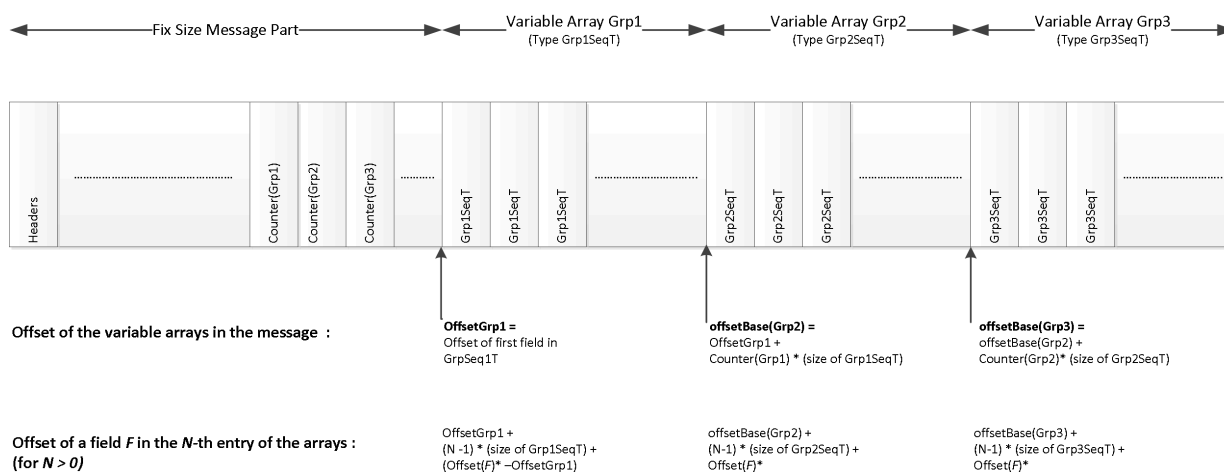 Fix Size Message Part
Variable Array Grp1
(Type Grp1SeqT)
Variable Array Grp2
(Type Grp2SeqT)
Variable Array Grp3
(Type Grp3SeqT)
Headers
Counter(Grp1)
Counter(Grp2)
Counter(Grp3)
Grp1SeqT
Grp1SeqT
Grp1SeqT
Grp2SeqT
Grp2SeqT
Grp2SeqT
Grp3SeqT
Grp3SeqT
Grp3SeqT
Offset of the variable arrays in the message :
OffsetGrp1 =
Offset of first field in
GrpSeq1T
offsetBase(Grp2) =
OffsetGrp1 +
Counter(Grp1) * (size of Grp1SeqT)
offsetBase(Grp3) =
offsetBase(Grp2) +
Counter(Grp2)* (size of Grp2SeqT)
Offset of a field F in the N-th entry of the arrays :
(for N > 0)
OffsetGrp1 +
(N -1) * (size of Grp1SeqT) +
(Offset(F)* –OffsetGrp1)
offsetBase(Grp2) +
(N-1) * (size of Grp2SeqT) +
Offset(F)*
offsetBase(Grp3) +
(N-1) * (size of Grp3SeqT) +
Offset(F)*